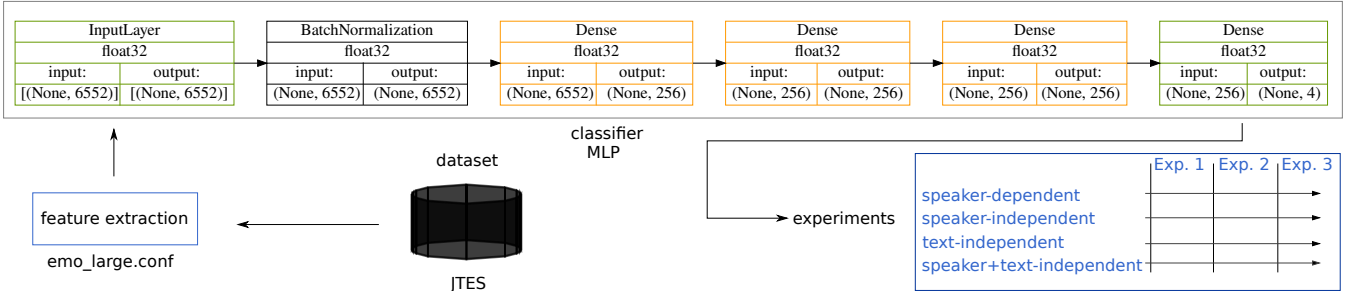 InputLayer
float32
input: output:
[(None, 6552)] [(None, 6552)]
BatchNormalization
float32
input: output:
(None, 6552) (None, 6552)
Dense
float32
input: output:
(None, 6552) (None, 256)
Dense
float32
input: output:
(None, 256) (None, 256)
Dense
float32
input: output:
(None, 256) (None, 256)
Dense
float32
input: output:
(None, 256) (None, 4)
classifier
MLP
dataset
JTES
feature extraction
emo_large.conf
experiments
Exp. 1 Exp. 2 Exp. 3
speaker-dependent
speaker-independent
text-independent
speaker+text-independent